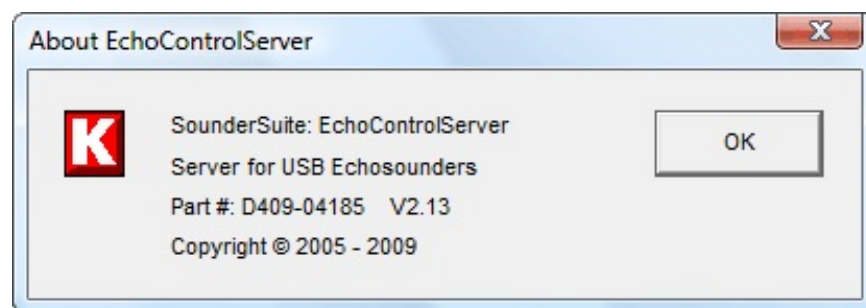 About EchoControlServer
X
K
SounderSuite: EchoControlServer
OK
Server for USB Echosounders
Part #: D409-04185 V2.13
Copyright © 2005 - 2009